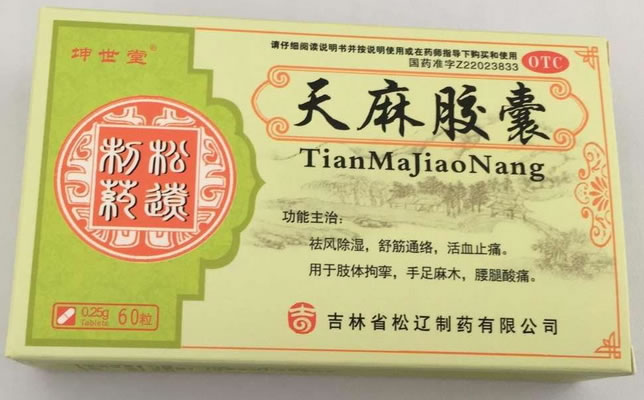 坤世堂®
请仔细阅读说明书并按说明使用或在药师指导下购买和使用
国药准字Z22023833
OTC
天麻胶囊
TianMaJiaoNang
功能主治:
祛风除湿，舒筋通络，活血止痛。
用于肢体拘挛，手足麻木，腰腿酸痛。
0.25g
Tablets
60粒
吉林省松辽制药有限公司